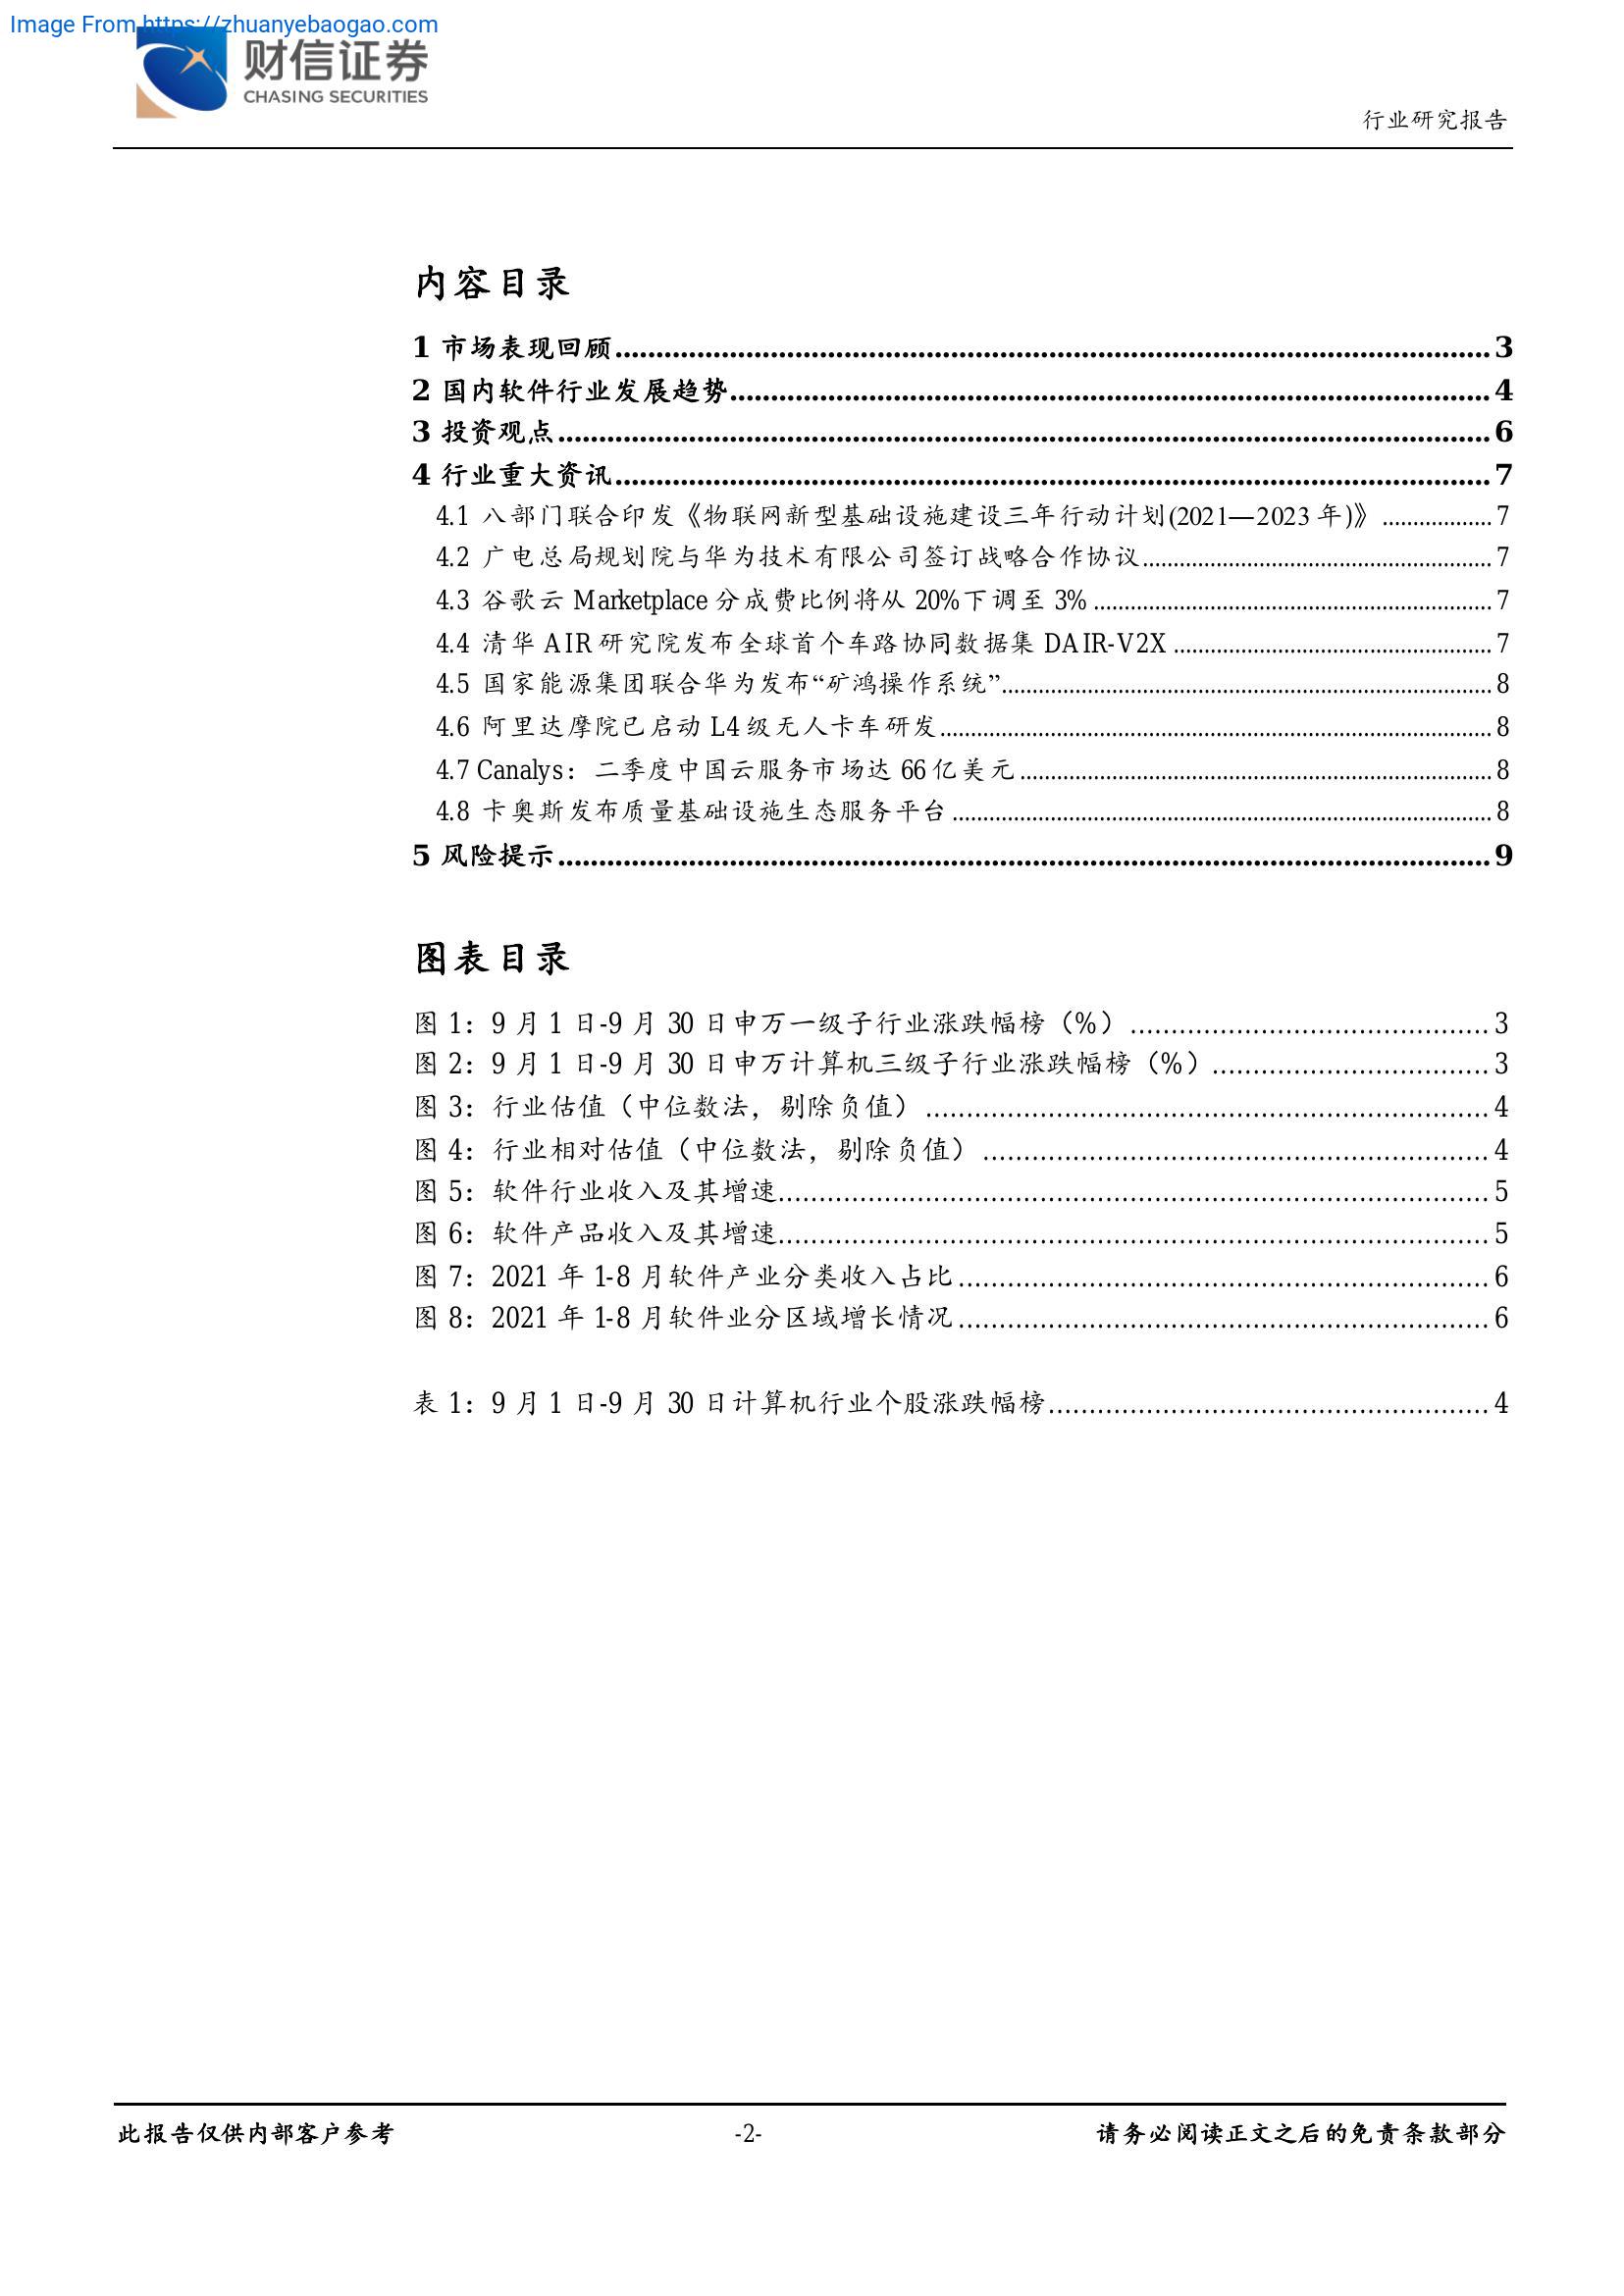 Image From https://zhuanyebaogao.com
财信证券
CHASING SECURITIES
行业研究报告
内容目录
1 市场表现回顾........................................ 3
2 国内软件行业发展趋势........................................ 4
3 投资观点........................................ 6
4 行业重大资讯........................................ 7
4.1 八部门联合印发《物联网新型基础设施建设三年行动计划(2021—2023 年)》.................. 7
4.2 广电总局规划院与华为技术有限公司签订战略合作协议........................................ 7
4.3 谷歌云 Marketplace 分成费比例将从 20%下调至 3%........................................ 7
4.4 清华 AIR 研究院发布全球首个车路协同数据集 DAIR-V2X........................................ 7
4.5 国家能源集团联合华为发布“矿鸿操作系统”........................................ 8
4.6 阿里达摩院已启动 L4 级无人卡车研发........................................ 8
4.7 Canalys：二季度中国云服务市场达 66 亿美元........................................ 8
4.8 卡奥斯发布质量基础设施生态服务平台........................................ 8
5 风险提示........................................ 9
图表目录
图 1：9 月 1 日-9 月 30 日申万一级子行业涨跌幅榜（%）........................................ 3
图 2：9 月 1 日-9 月 30 日申万计算机三级子行业涨跌幅榜（%）........................................ 3
图 3：行业估值（中位数法，剔除负值）........................................ 4
图 4：行业相对估值（中位数法，剔除负值）........................................ 4
图 5：软件行业收入及其增速........................................ 5
图 6：软件产品收入及其增速........................................ 5
图 7：2021 年 1-8 月软件产业分类收入占比........................................ 6
图 8：2021 年 1-8 月软件业分区域增长情况........................................ 6
表 1：9 月 1 日-9 月 30 日计算机行业个股涨跌幅榜........................................ 4
此报告仅供内部客户参考
-2-
请务必阅读正文之后的免责条款部分